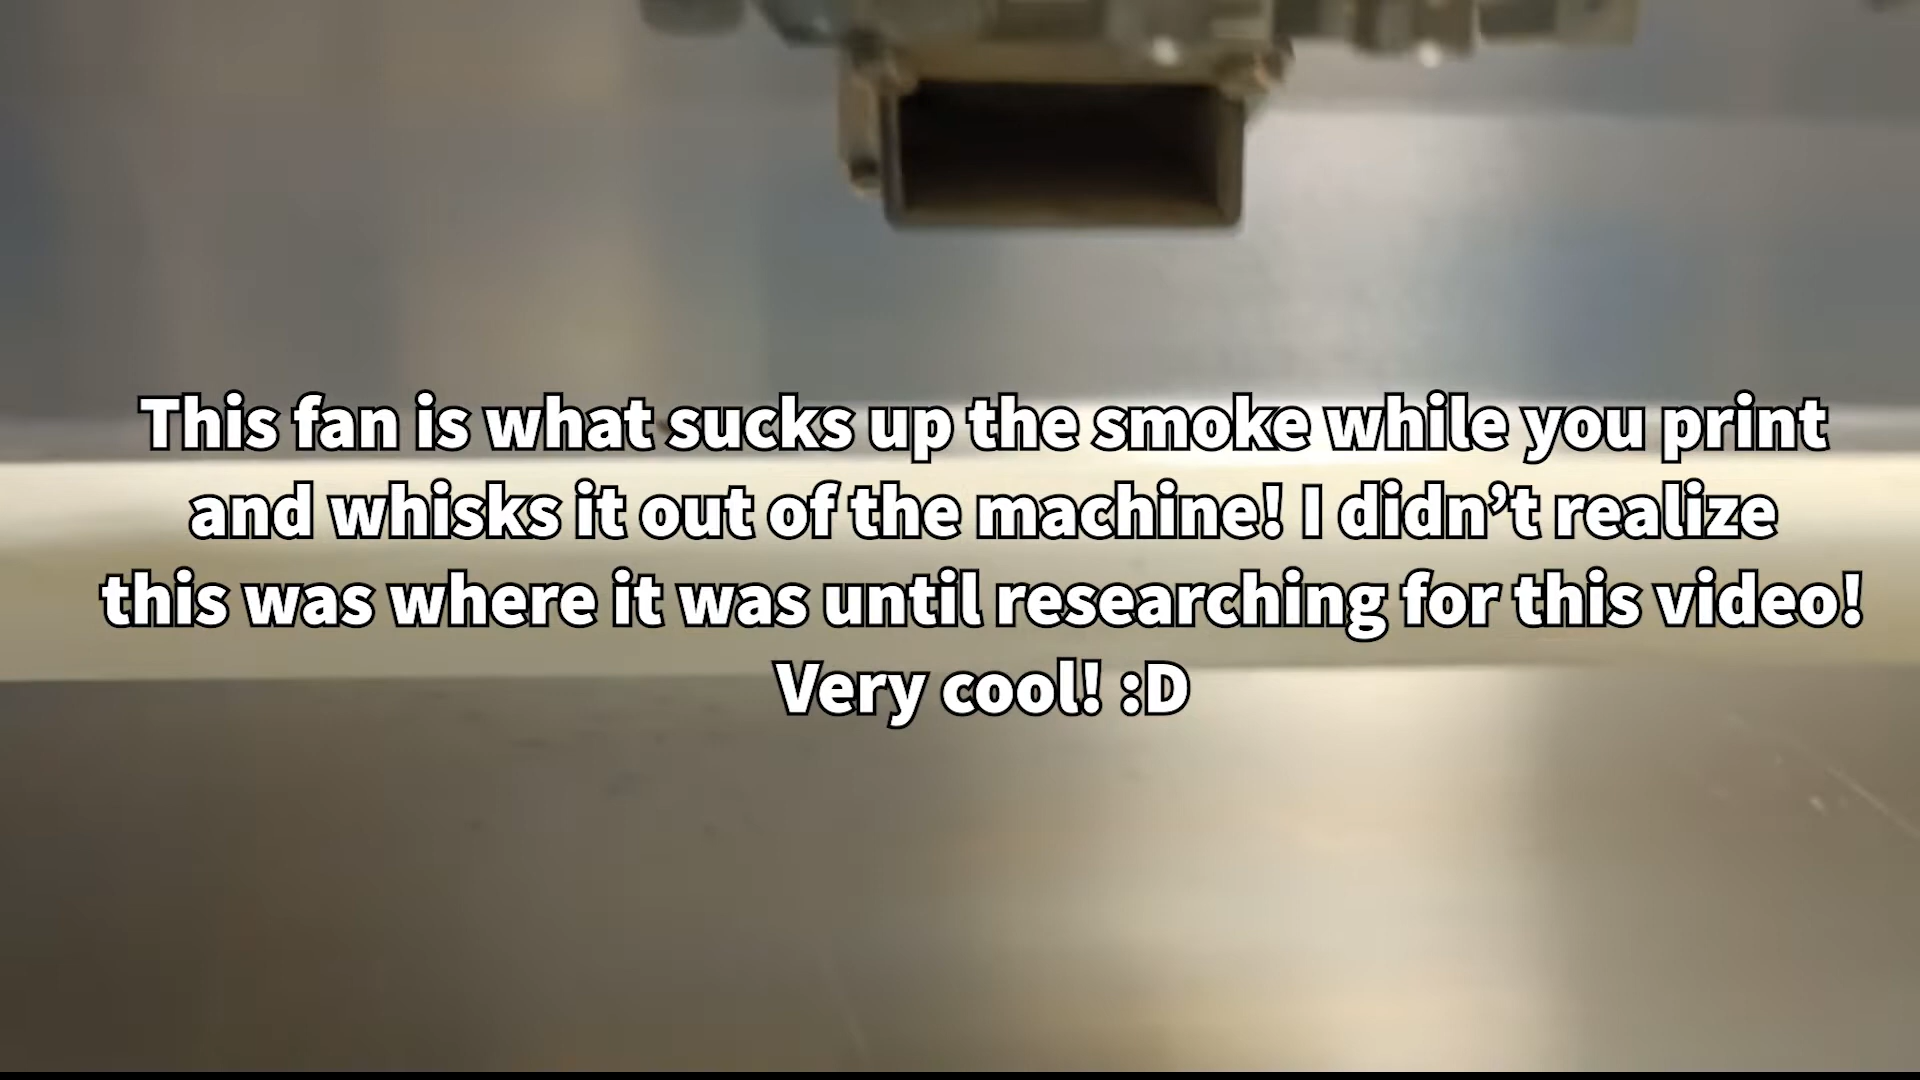 This fan is what sucks up the smoke while you print
and whisks it out of the machine! I didn’t realize
this was where it was until researching for this video!
Very cool! :D